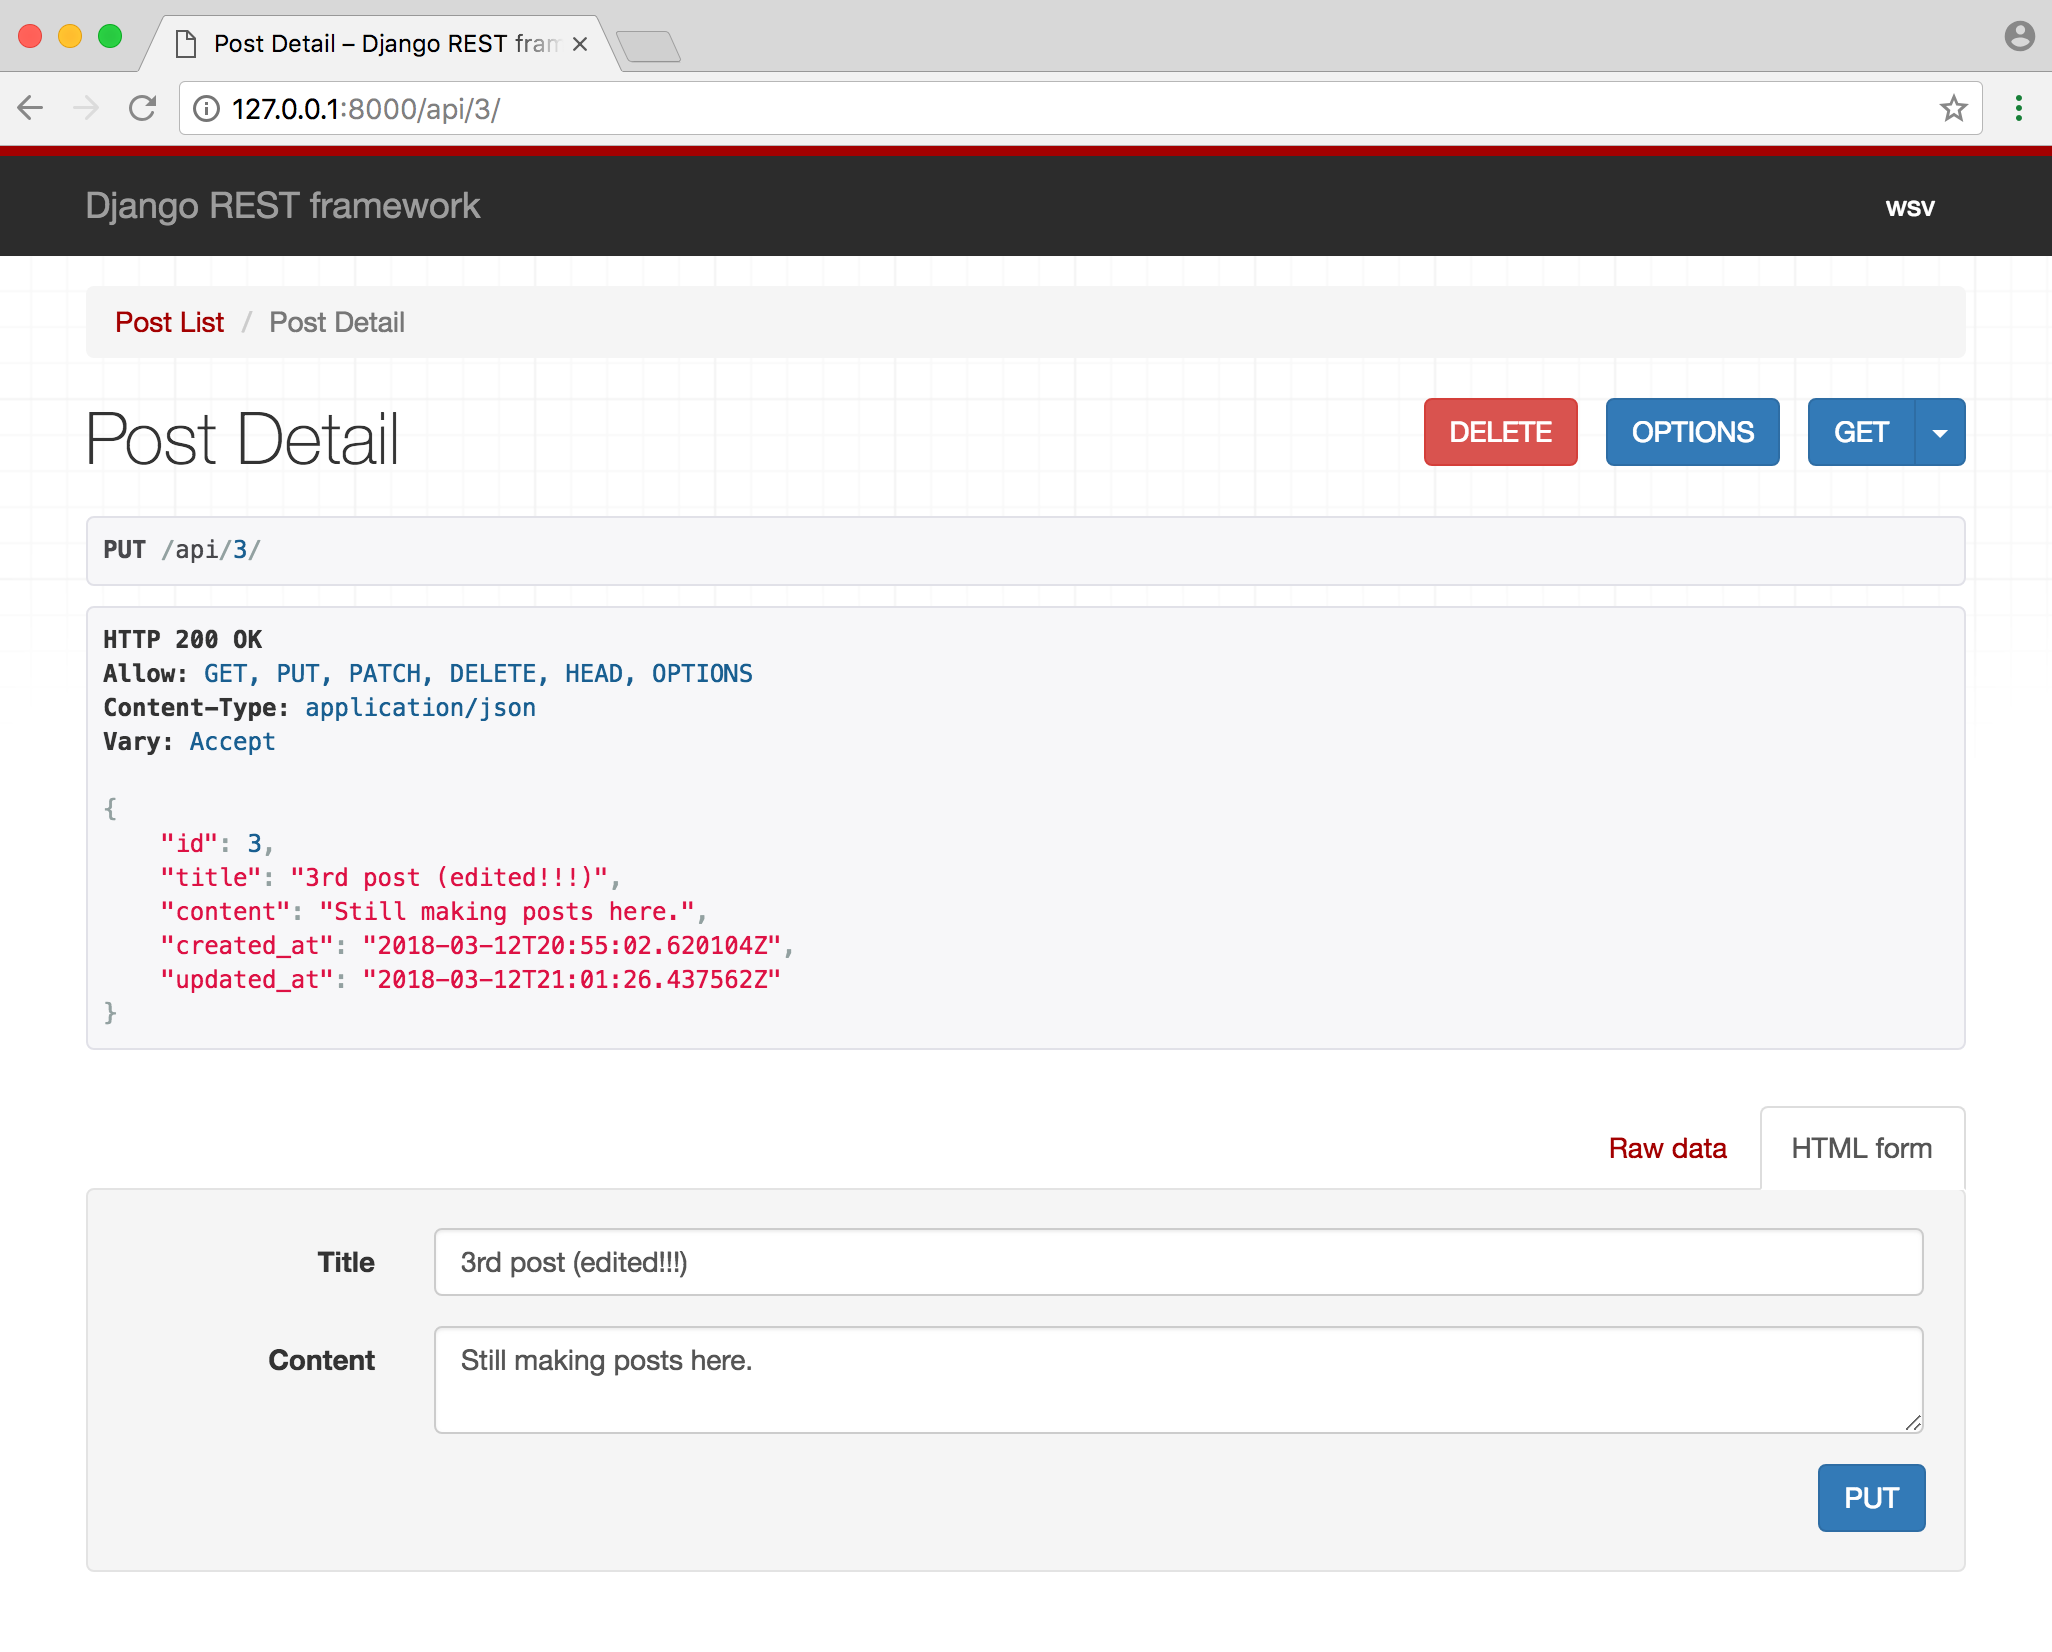 Post Detail – Django REST fram
127.0.0.1:8000/api/3/
Django REST framework
wsv
Post List / Post Detail
Post Detail
DELETE
OPTIONS
GET
PUT /api/3/
HTTP 200 OK
Allow: GET, PUT, PATCH, DELETE, HEAD, OPTIONS
Content-Type: application/json
Vary: Accept
{
    "id": 3,
    "title": "3rd post (edited!!!)",
    "content": "Still making posts here.",
    "created_at": "2018-03-12T20:55:02.620104Z",
    "updated_at": "2018-03-12T21:01:26.437562Z"
}
Raw data
HTML form
Title
3rd post (edited!!!)
Content
Still making posts here.
PUT